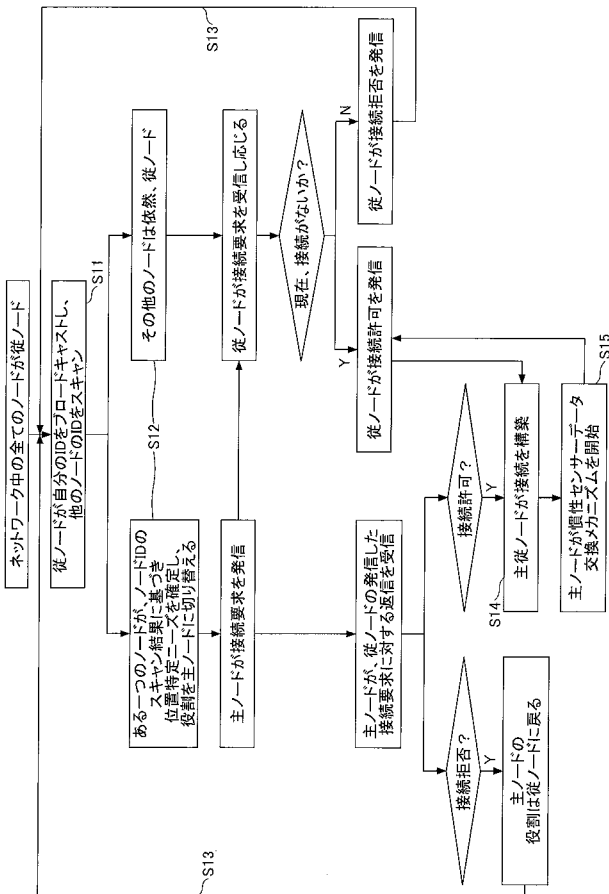 ネットワーク中の全てのノードが従ノード
従ノードが自分のIDをブロードキャストし、
他のノードのIDをスキャン
S11
S13
S13
ある一つのノードが、ノードIDの
スキャン結果に基づき
位置特定ニーズを確定し、
役割を主ノードに切り替える
S12
その他のノードは依然、従ノード
主ノードが接続要求を発信
従ノードが接続要求を受信し応じる
現在、接続がないか?
Y
N
従ノードが接続許可を発信
従ノードが接続拒否を発信
主ノードが、従ノードの発信した
接続要求に対する返信を受信
接続拒否?
Y
接続許可?
Y
主ノードの
役割は従ノードに戻る
S14
主従ノードが接続を構築
主ノードが慣性センサーデータ
交換メカニズムを開始
S15